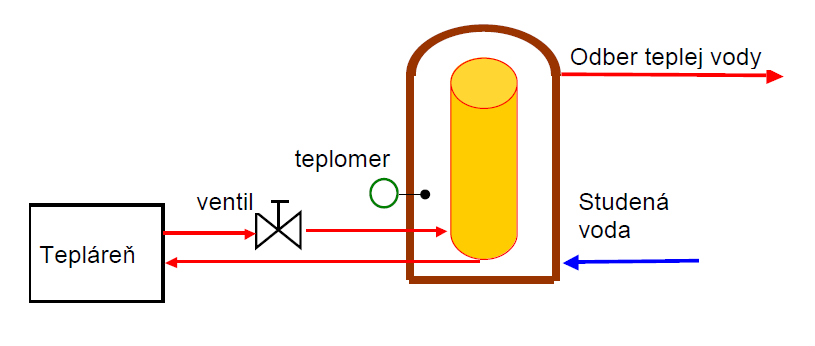 Odber teplej vody
teplomer
ventil
Studená
voda
Tepláreň